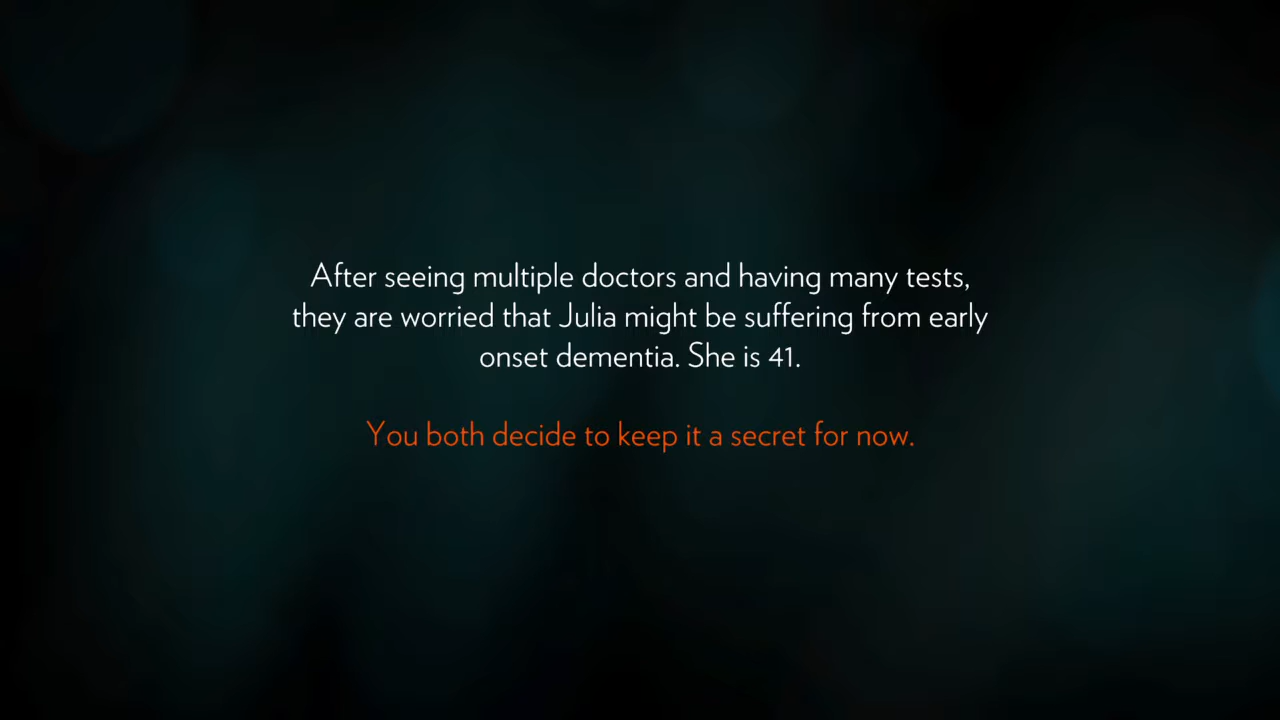 After seeing multiple doctors and having many tests,
they are worried that Julia might be suffering from early
onset dementia. She is 41.
You both decide to keep it a secret for now.